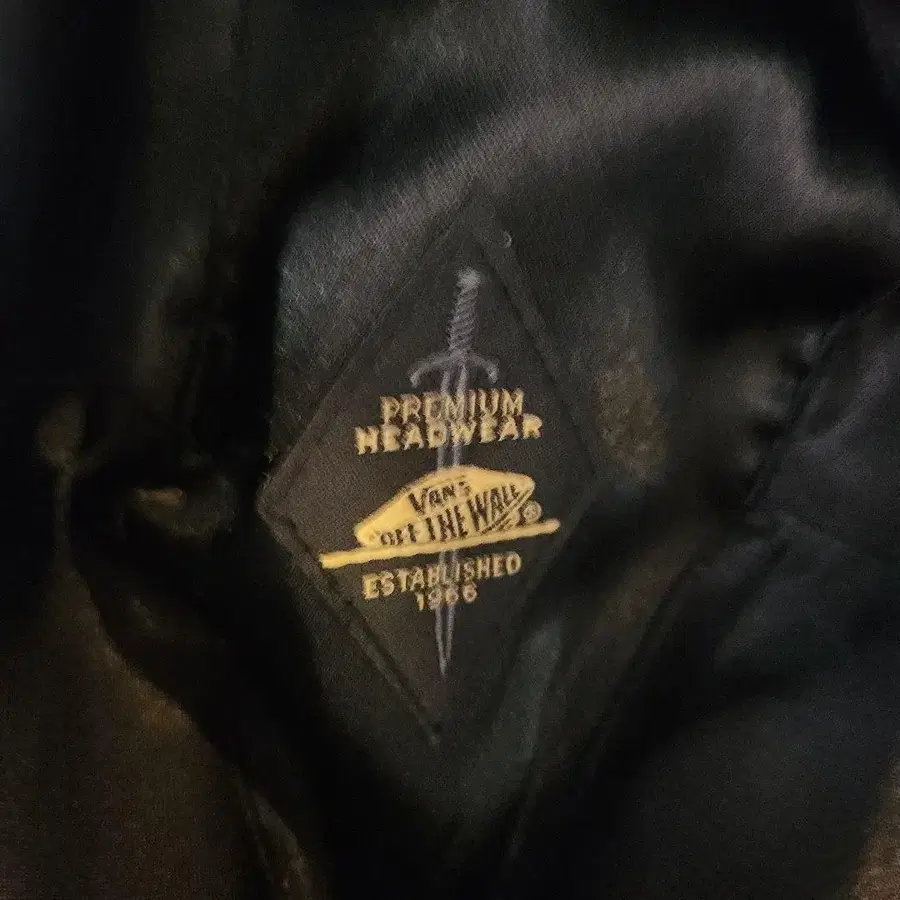 PREMIUM
HEADWEAR
VANS
"OFF THE WALL
®
ESTABLISHED
1966